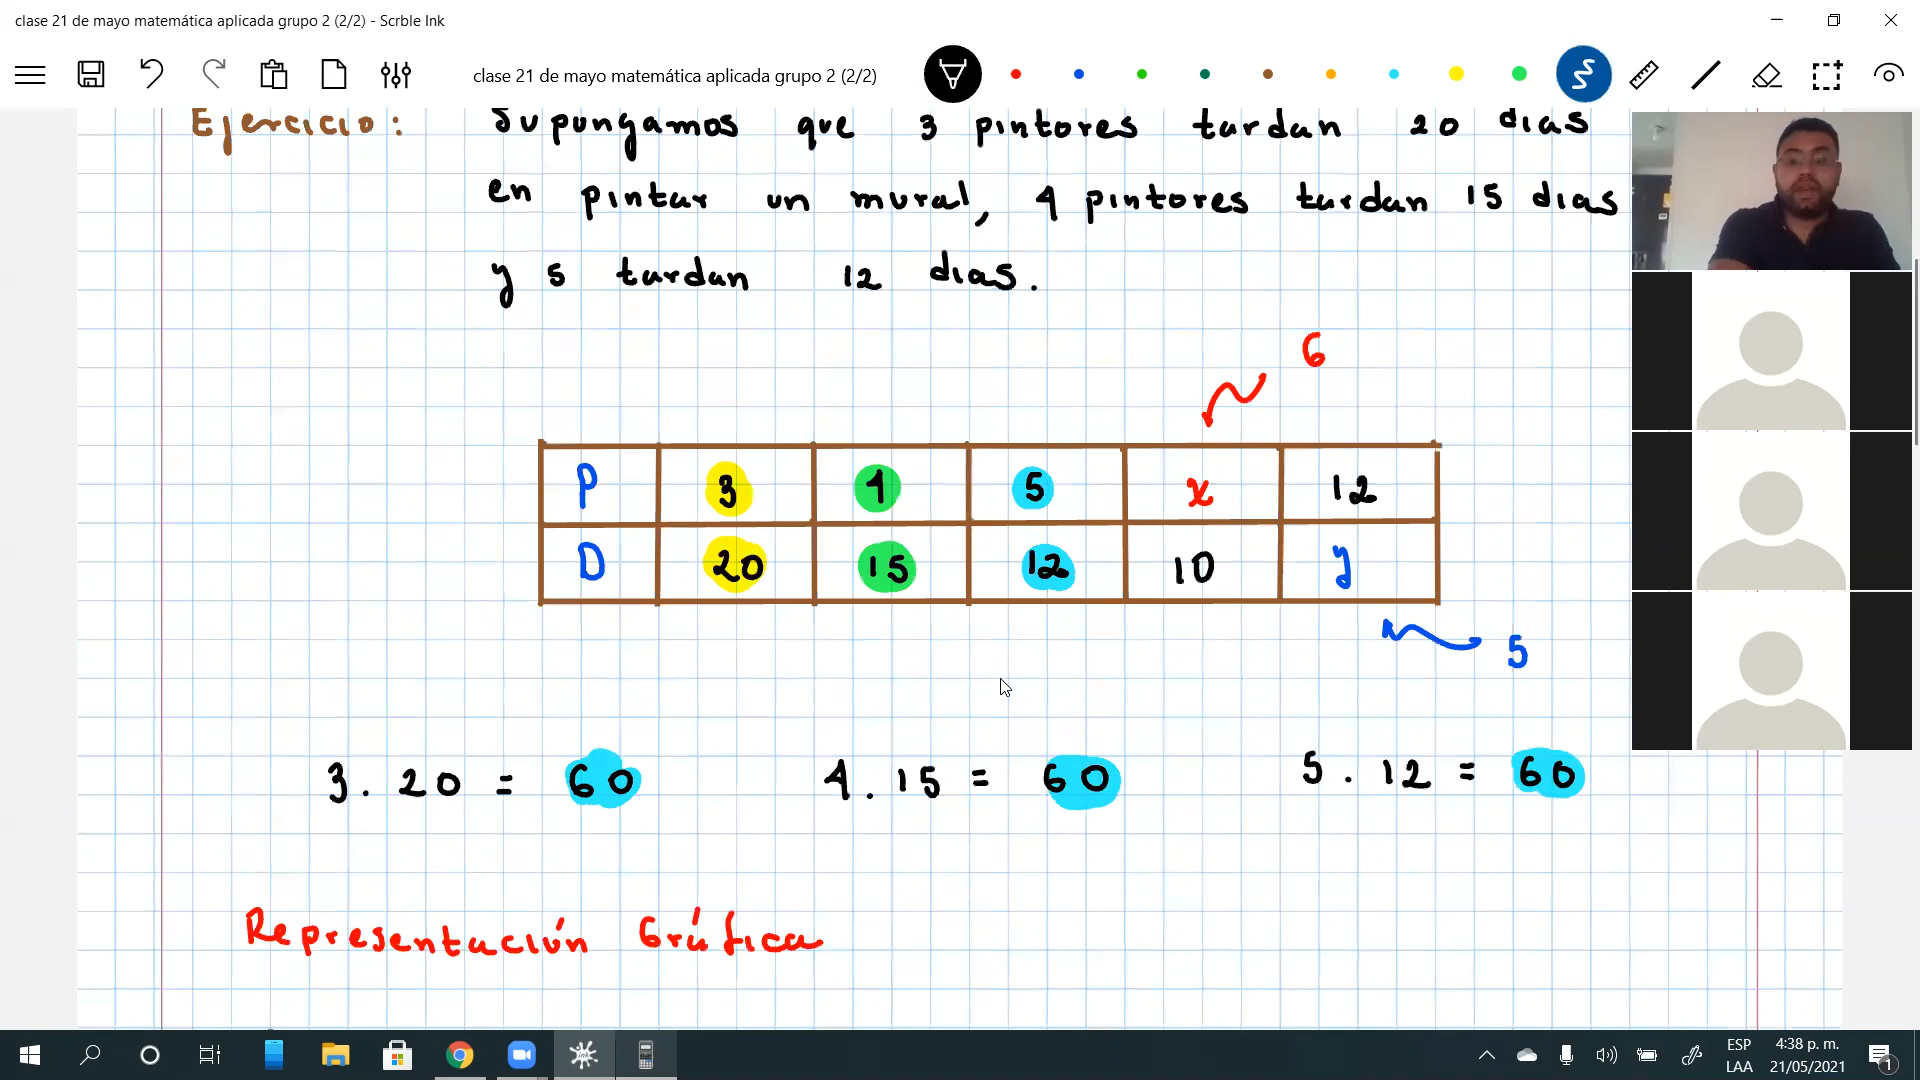 clase 21 de mayo matemática aplicada grupo 2 (2/2) - Scrble Ink
clase 21 de mayo matemática aplicada grupo 2 (2/2)
Ejercicio: Supongamos que 3 pintores tardan 20 dias
en pintar un mural, 4 pintores tardan 15 dias
y 5 tardan 12 dias.
6
P 3 4 5 x 12
D 20 15 12 10 y
5
3 . 20 = 60 4 . 15 = 60 5 . 12 = 60
Representación Gráfica
ESP 4:38 p. m.
LAA 21/05/2021
1